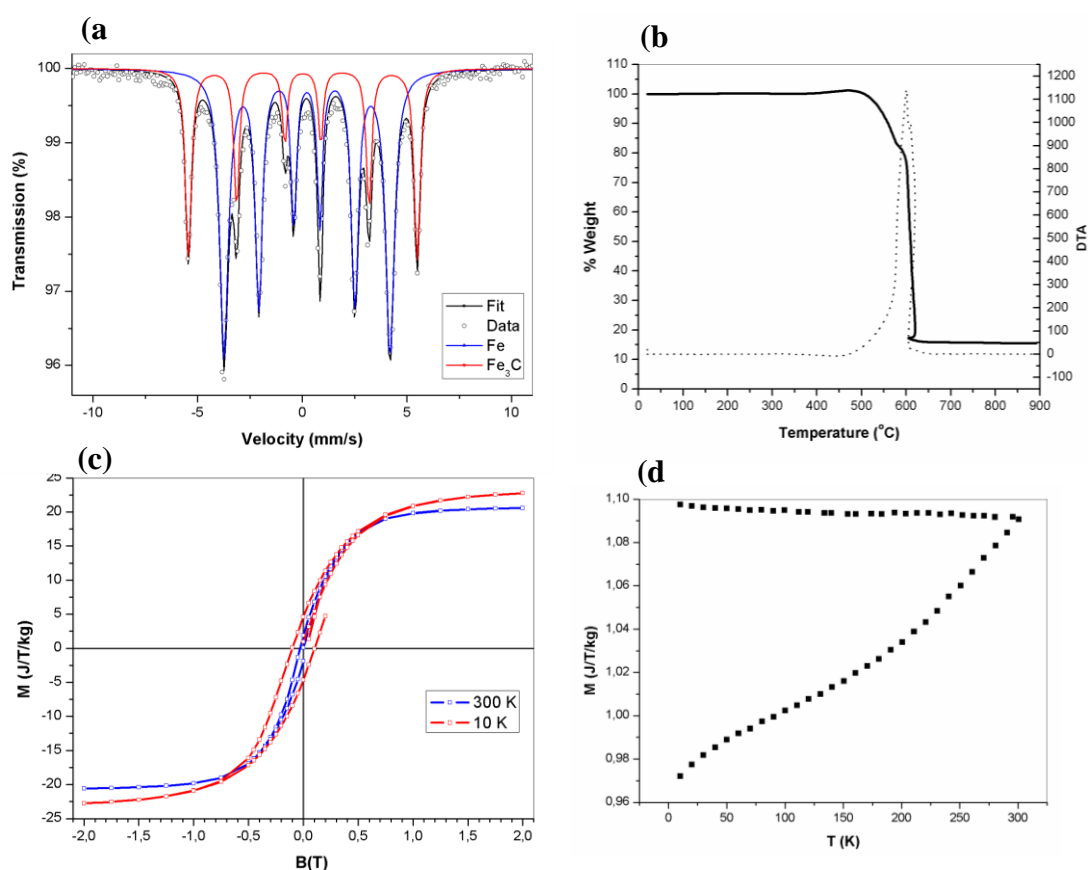 (a
100
99
98
97
96
Transmission (%)
-10
-5
0
5
10
Velocity (mm/s)
Fit
Data
Fe
Fe₃C
(b)
110
100
90
80
70
60
50
40
30
20
10
0
% Weight
0 100 200 300 400 500 600 700 800 900
Temperature (°C)
1200
1100
1000
900
800
700
600
500
400
300
200
100
0
-100
DTA
(c)
25
20
15
10
5
0
-5
-10
-15
-20
-25
M (J/T/kg)
-2,0 -1,5 -1,0 -0,5 0,0 0,5 1,0 1,5 2,0
B(T)
300 K
10 K
(d)
1,10
1,08
1,06
1,04
1,02
1,00
0,98
0,96
M (J/T/kg)
0 50 100 150 200 250 300
T (K)